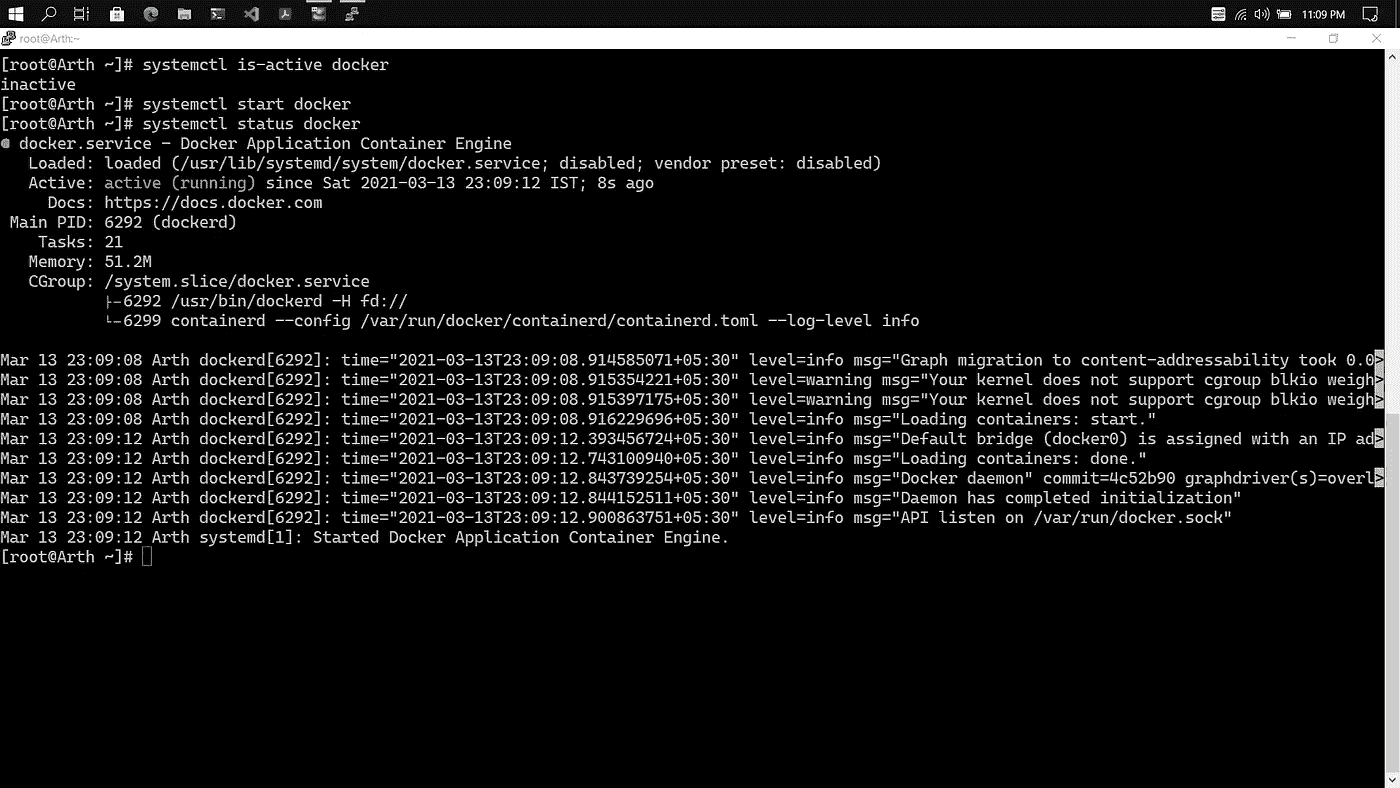 11:09 PM
root@Arth:~
[root@Arth ~]# systemctl is-active docker
inactive
[root@Arth ~]# systemctl start docker
[root@Arth ~]# systemctl status docker
● docker.service - Docker Application Container Engine
   Loaded: loaded (/usr/lib/systemd/system/docker.service; disabled; vendor preset: disabled)
   Active: active (running) since Sat 2021-03-13 23:09:12 IST; 8s ago
     Docs: https://docs.docker.com
 Main PID: 6292 (dockerd)
    Tasks: 21
   Memory: 51.2M
   CGroup: /system.slice/docker.service
           ├-6292 /usr/bin/dockerd -H fd://
           └-6299 containerd --config /var/run/docker/containerd/containerd.toml --log-level info
Mar 13 23:09:08 Arth dockerd[6292]: time="2021-03-13T23:09:08.914585071+05:30" level=info msg="Graph migration to content-addressability took 0.0>
Mar 13 23:09:08 Arth dockerd[6292]: time="2021-03-13T23:09:08.915354221+05:30" level=warning msg="Your kernel does not support cgroup blkio weigh>
Mar 13 23:09:08 Arth dockerd[6292]: time="2021-03-13T23:09:08.915397175+05:30" level=warning msg="Your kernel does not support cgroup blkio weigh>
Mar 13 23:09:08 Arth dockerd[6292]: time="2021-03-13T23:09:08.916229696+05:30" level=info msg="Loading containers: start."
Mar 13 23:09:12 Arth dockerd[6292]: time="2021-03-13T23:09:12.393456724+05:30" level=info msg="Default bridge (docker0) is assigned with an IP ad>
Mar 13 23:09:12 Arth dockerd[6292]: time="2021-03-13T23:09:12.743100940+05:30" level=info msg="Loading containers: done."
Mar 13 23:09:12 Arth dockerd[6292]: time="2021-03-13T23:09:12.843739254+05:30" level=info msg="Docker daemon" commit=4c52b90 graphdriver(s)=overl>
Mar 13 23:09:12 Arth dockerd[6292]: time="2021-03-13T23:09:12.844152511+05:30" level=info msg="Daemon has completed initialization"
Mar 13 23:09:12 Arth dockerd[6292]: time="2021-03-13T23:09:12.900863751+05:30" level=info msg="API listen on /var/run/docker.sock"
Mar 13 23:09:12 Arth systemd[1]: Started Docker Application Container Engine.
[root@Arth ~]#